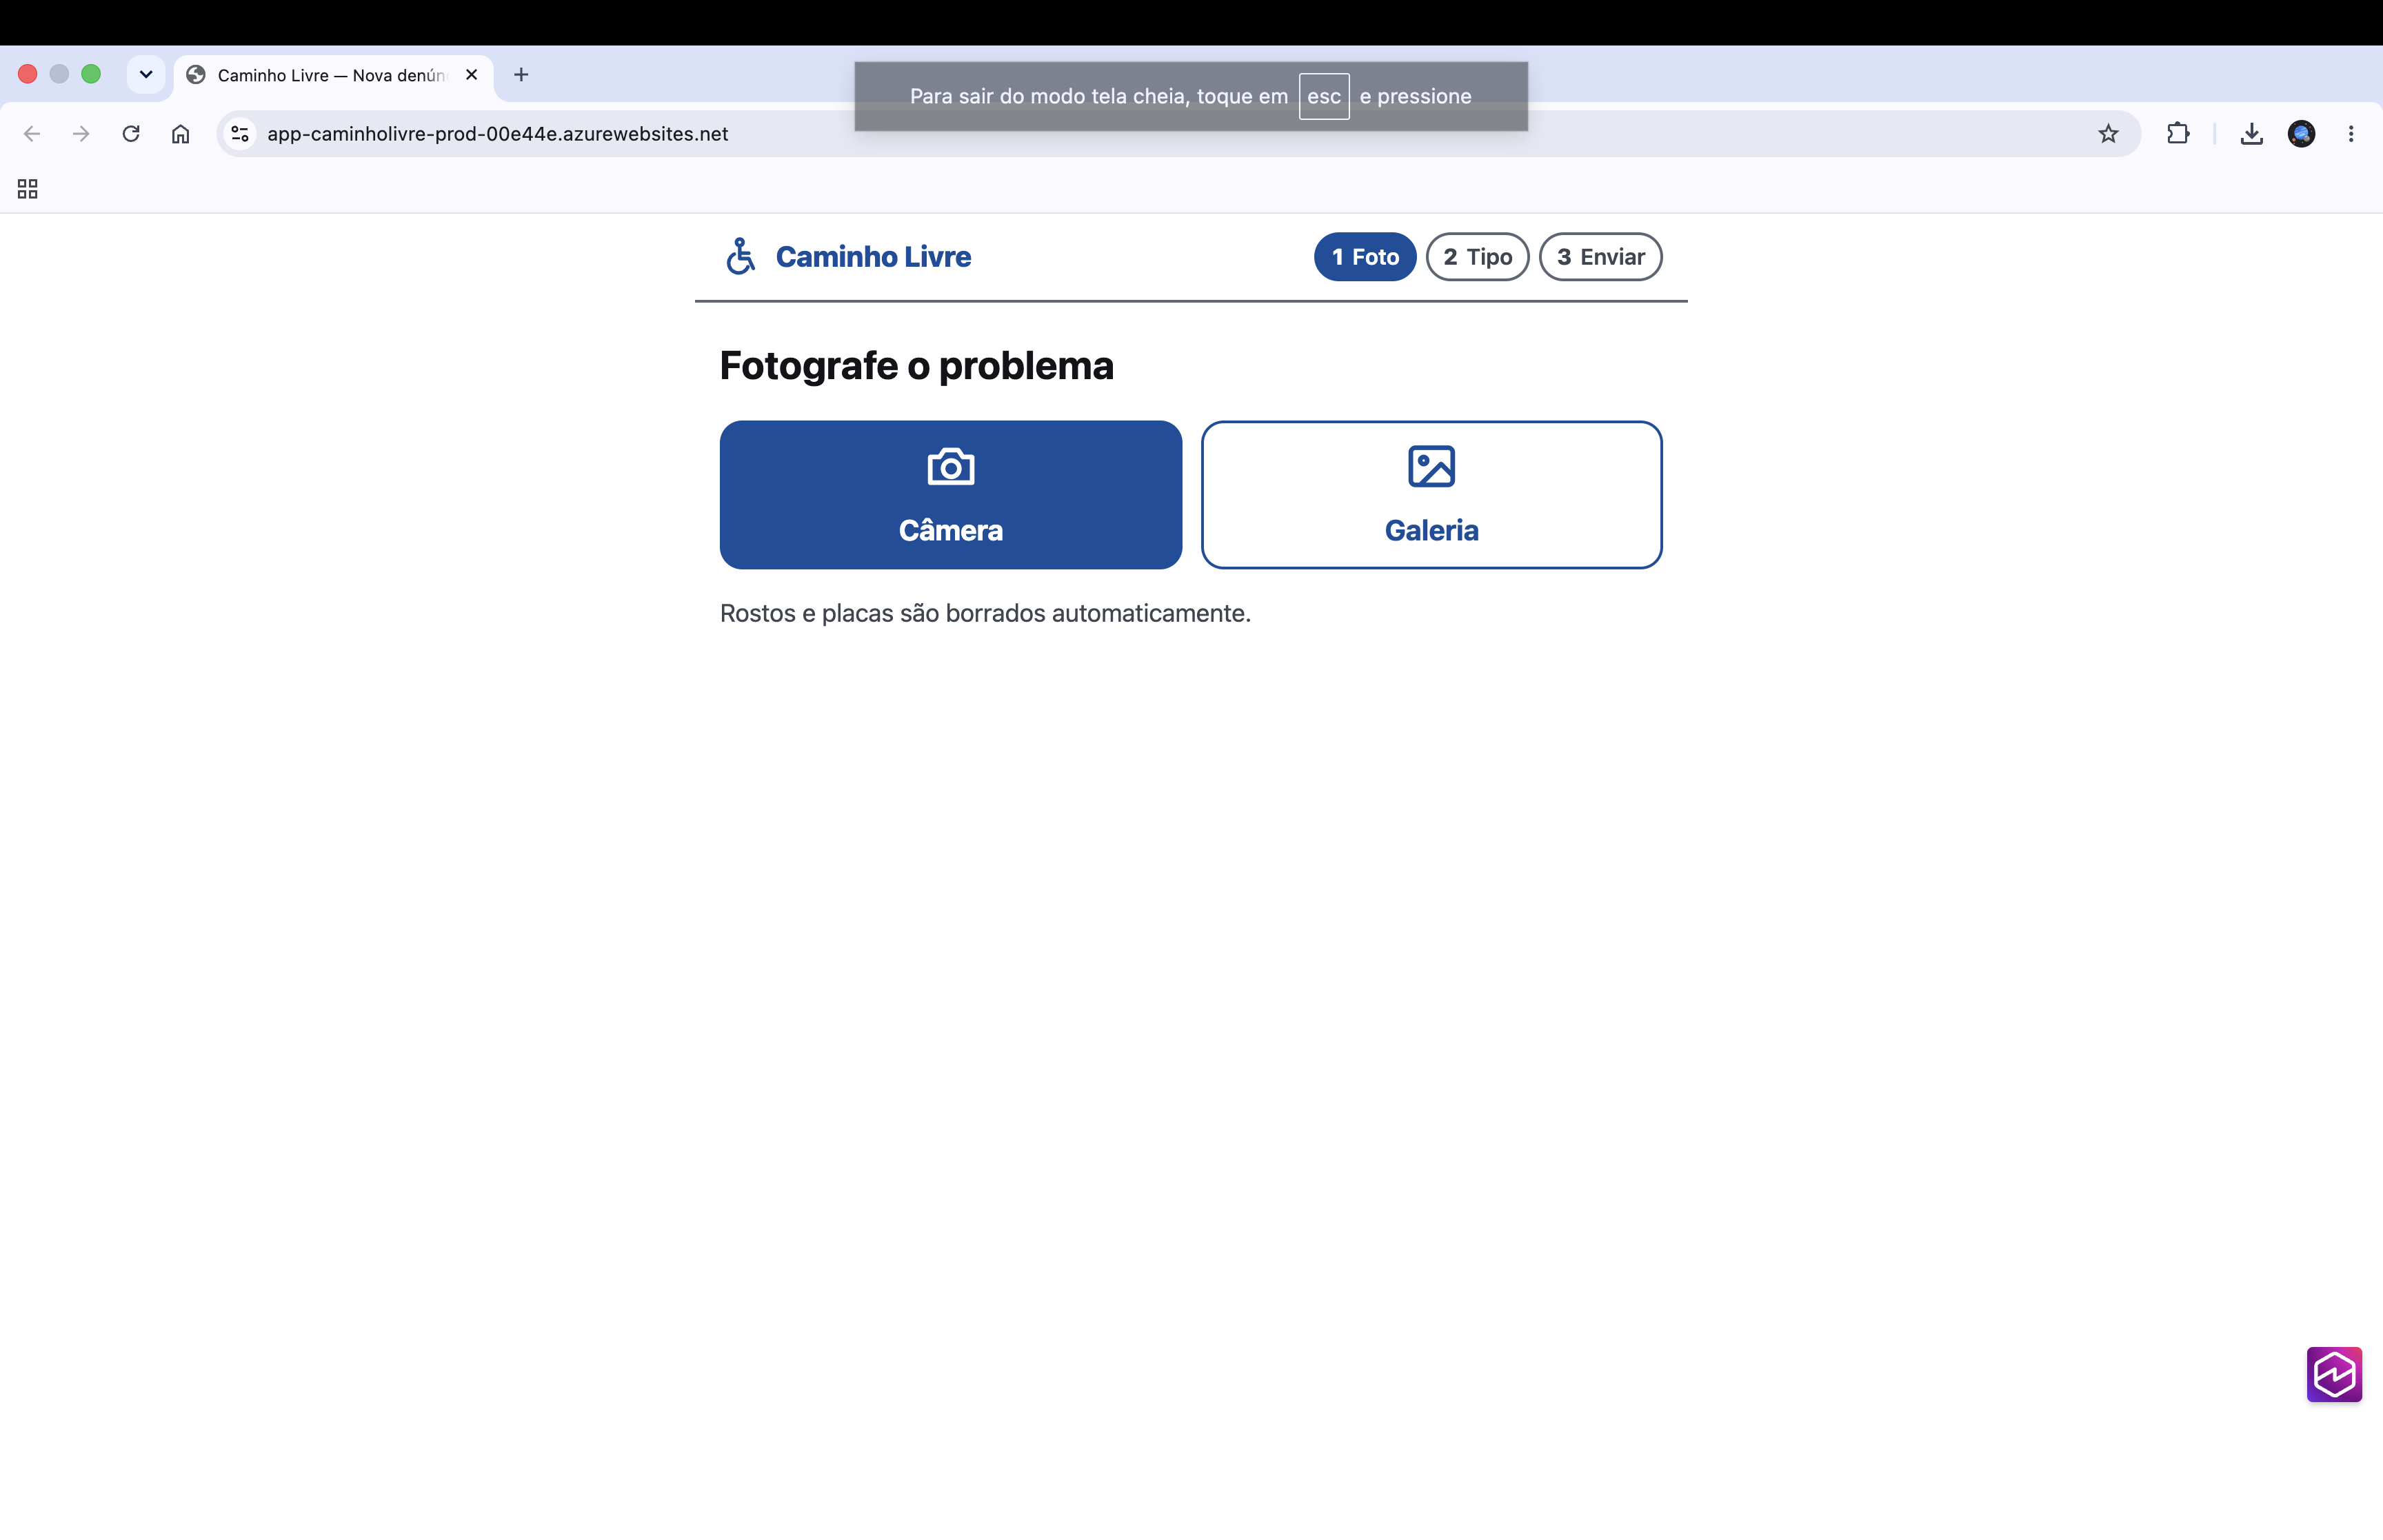 Caminho Livre — Nova denún
Para sair do modo tela cheia, toque em esc e pressione
app-caminholivre-prod-00e44e.azurewebsites.net
Caminho Livre
1 Foto
2 Tipo
3 Enviar
Fotografe o problema
Câmera
Galeria
Rostos e placas são borrados automaticamente.